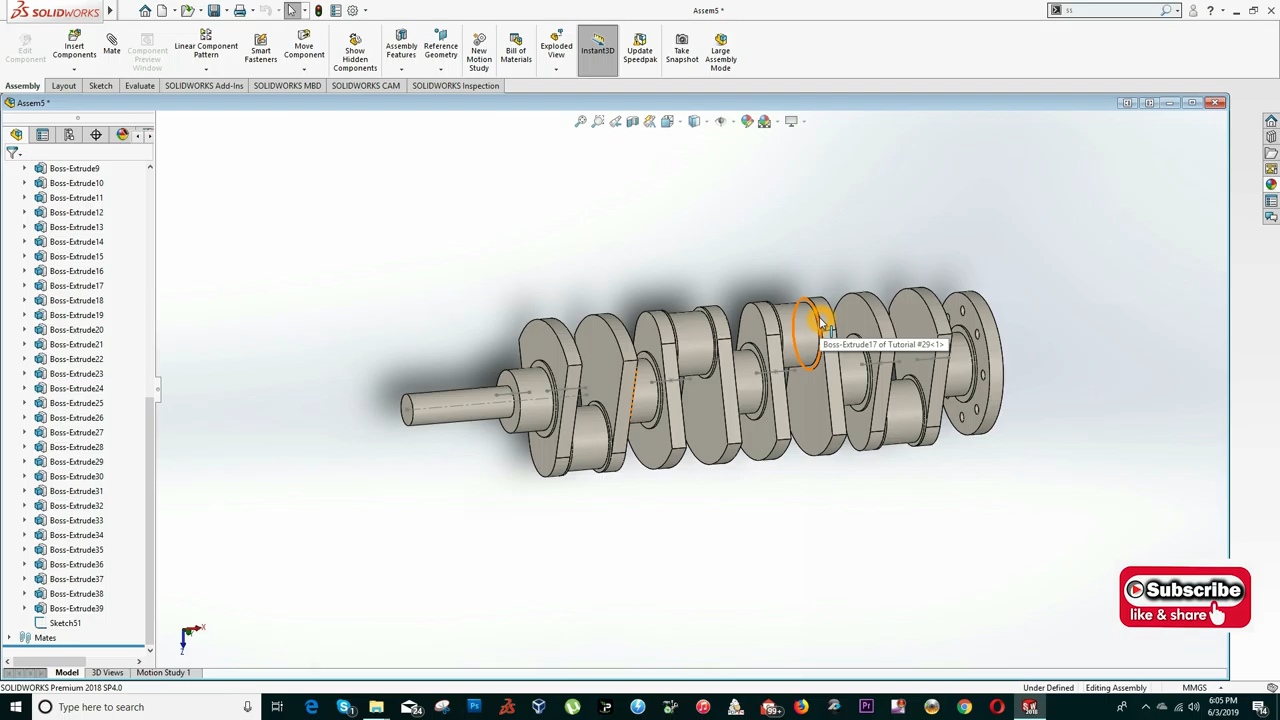 SOLIDWORKS
Assem5 *
ss
Edit Component
Insert Components
Mate
Component Preview Window
Linear Component Pattern
Smart Fasteners
Move Component
Show Hidden Components
Assembly Features
Reference Geometry
New Motion Study
Bill of Materials
Exploded View
Instant3D
Update Speedpak
Take Snapshot
Large Assembly Mode
Assembly
Layout
Sketch
Evaluate
SOLIDWORKS Add-Ins
SOLIDWORKS MBD
SOLIDWORKS CAM
SOLIDWORKS Inspection
Assem5 *
Boss-Extrude9
Boss-Extrude10
Boss-Extrude11
Boss-Extrude12
Boss-Extrude13
Boss-Extrude14
Boss-Extrude15
Boss-Extrude16
Boss-Extrude17
Boss-Extrude18
Boss-Extrude19
Boss-Extrude20
Boss-Extrude21
Boss-Extrude22
Boss-Extrude23
Boss-Extrude24
Boss-Extrude25
Boss-Extrude26
Boss-Extrude27
Boss-Extrude28
Boss-Extrude29
Boss-Extrude30
Boss-Extrude31
Boss-Extrude32
Boss-Extrude33
Boss-Extrude34
Boss-Extrude35
Boss-Extrude36
Boss-Extrude37
Boss-Extrude38
Boss-Extrude39
Sketch51
Mates
Boss-Extrude17 of Tutorial #29<1>
Subscribe
like & share
X
Z
Model
3D Views
Motion Study 1
SOLIDWORKS Premium 2018 SP4.0
Under Defined
Editing Assembly
MMGS
Type here to search
24
99+
6:05 PM
6/3/2019